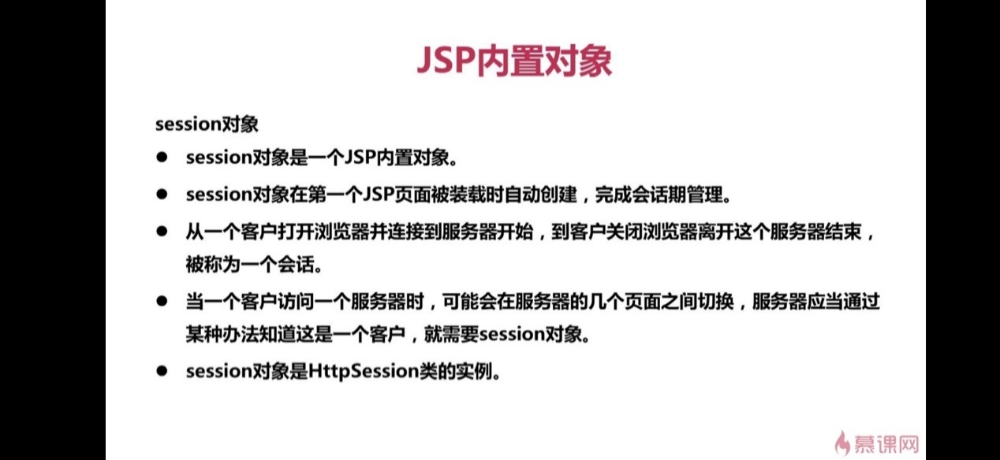 JSP内置对象
session对象
● session对象是一个JSP内置对象。
● session对象在第一个JSP页面被装载时自动创建，完成会话期管理。
● 从一个客户打开浏览器并连接到服务器开始，到客户关闭浏览器离开这个服务器结束，
被称为一个会话。
● 当一个客户访问一个服务器时，可能会在服务器的几个页面之间切换，服务器应当通过
某种办法知道这是一个客户，就需要session对象。
● session对象是HttpSession类的实例。
慕课网